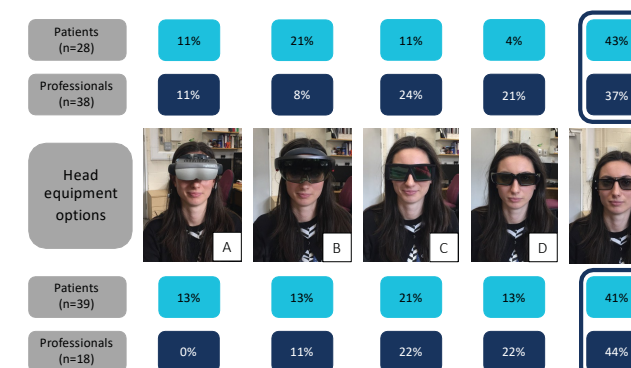 Patients
(n=28)
11%
21%
11%
4%
43%
Professionals
(n=38)
11%
8%
24%
21%
37%
Head
equipment
options
A
B
C
D
Patients
(n=39)
13%
13%
21%
13%
41%
Professionals
(n=18)
0%
11%
22%
22%
44%